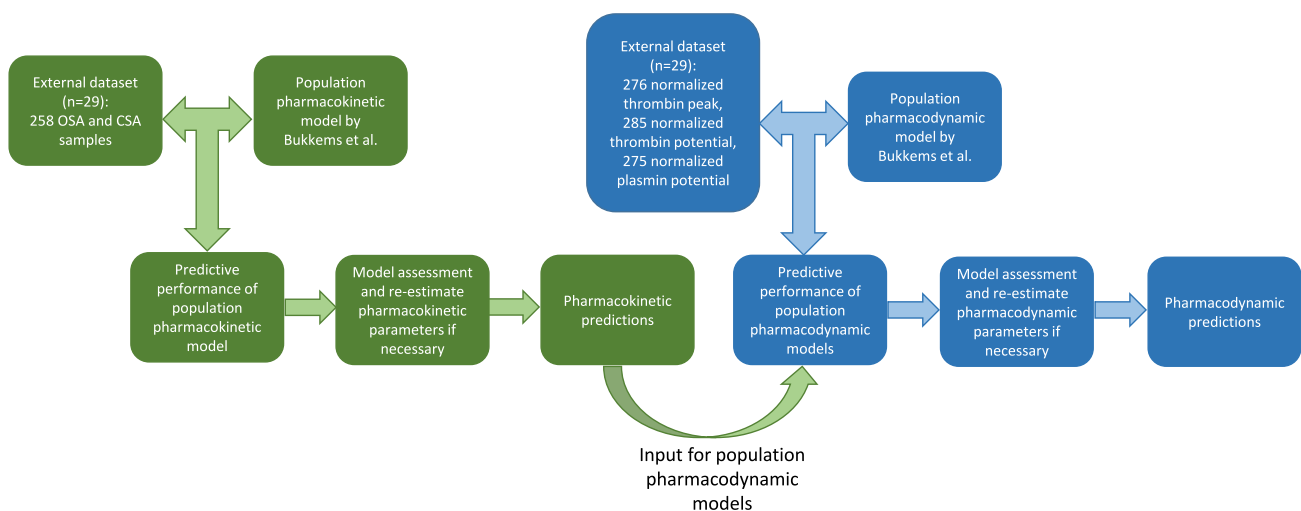 External dataset
(n=29):
258 OSA and CSA
samples
Population
pharmacokinetic
model by
Bukkems et al.
Predictive
performance of
population
pharmacokinetic
model
Model assessment
and re-estimate
pharmacokinetic
parameters if
necessary
Pharmacokinetic
predictions
External dataset
(n=29):
276 normalized
thrombin peak,
285 normalized
thrombin potential,
275 normalized
plasmin potential
Population
pharmacodynamic
model by
Bukkems et al.
Predictive
performance of
population
pharmacodynamic
models
Model assessment
and re-estimate
pharmacodynamic
parameters if
necessary
Pharmacodynamic
predictions
Input for population
pharmacodynamic
models